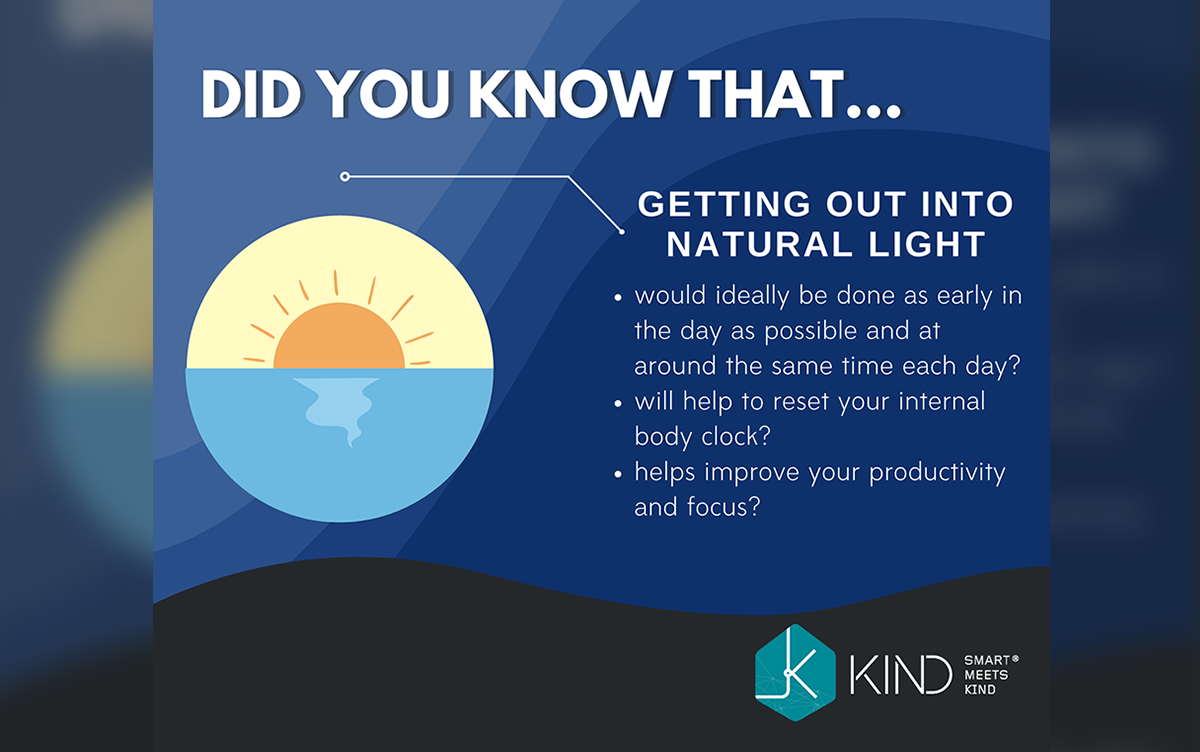 DID YOU KNOW THAT...
GETTING OUT INTO
NATURAL LIGHT
• would ideally be done as early in
the day as possible and at
around the same time each day?
• will help to reset your internal
body clock?
• helps improve your productivity
and focus?
KIND
SMART®
MEETS
KIND